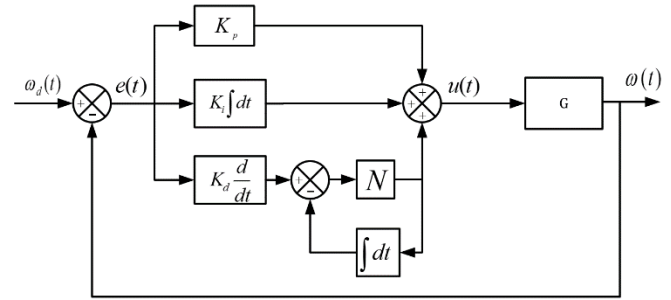 K_p
ω_d(t) + - e(t) K_i∫dt + + + u(t) G ω(t)
K_d d/dt + - N
∫dt